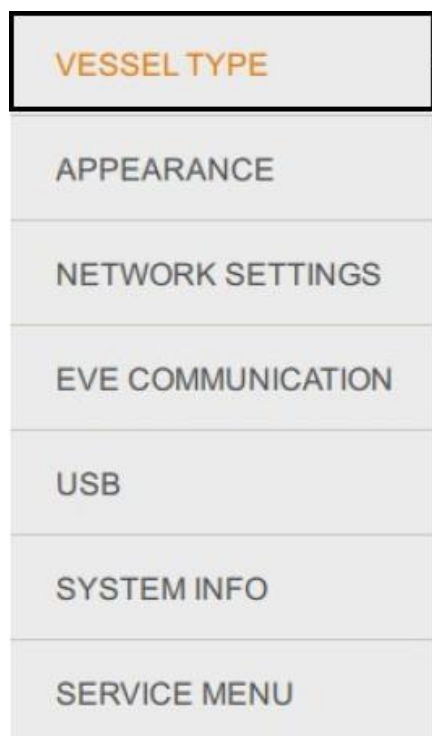 VESSEL TYPE
APPEARANCE
NETWORK SETTINGS
EVE COMMUNICATION
USB
SYSTEM INFO
SERVICE MENU